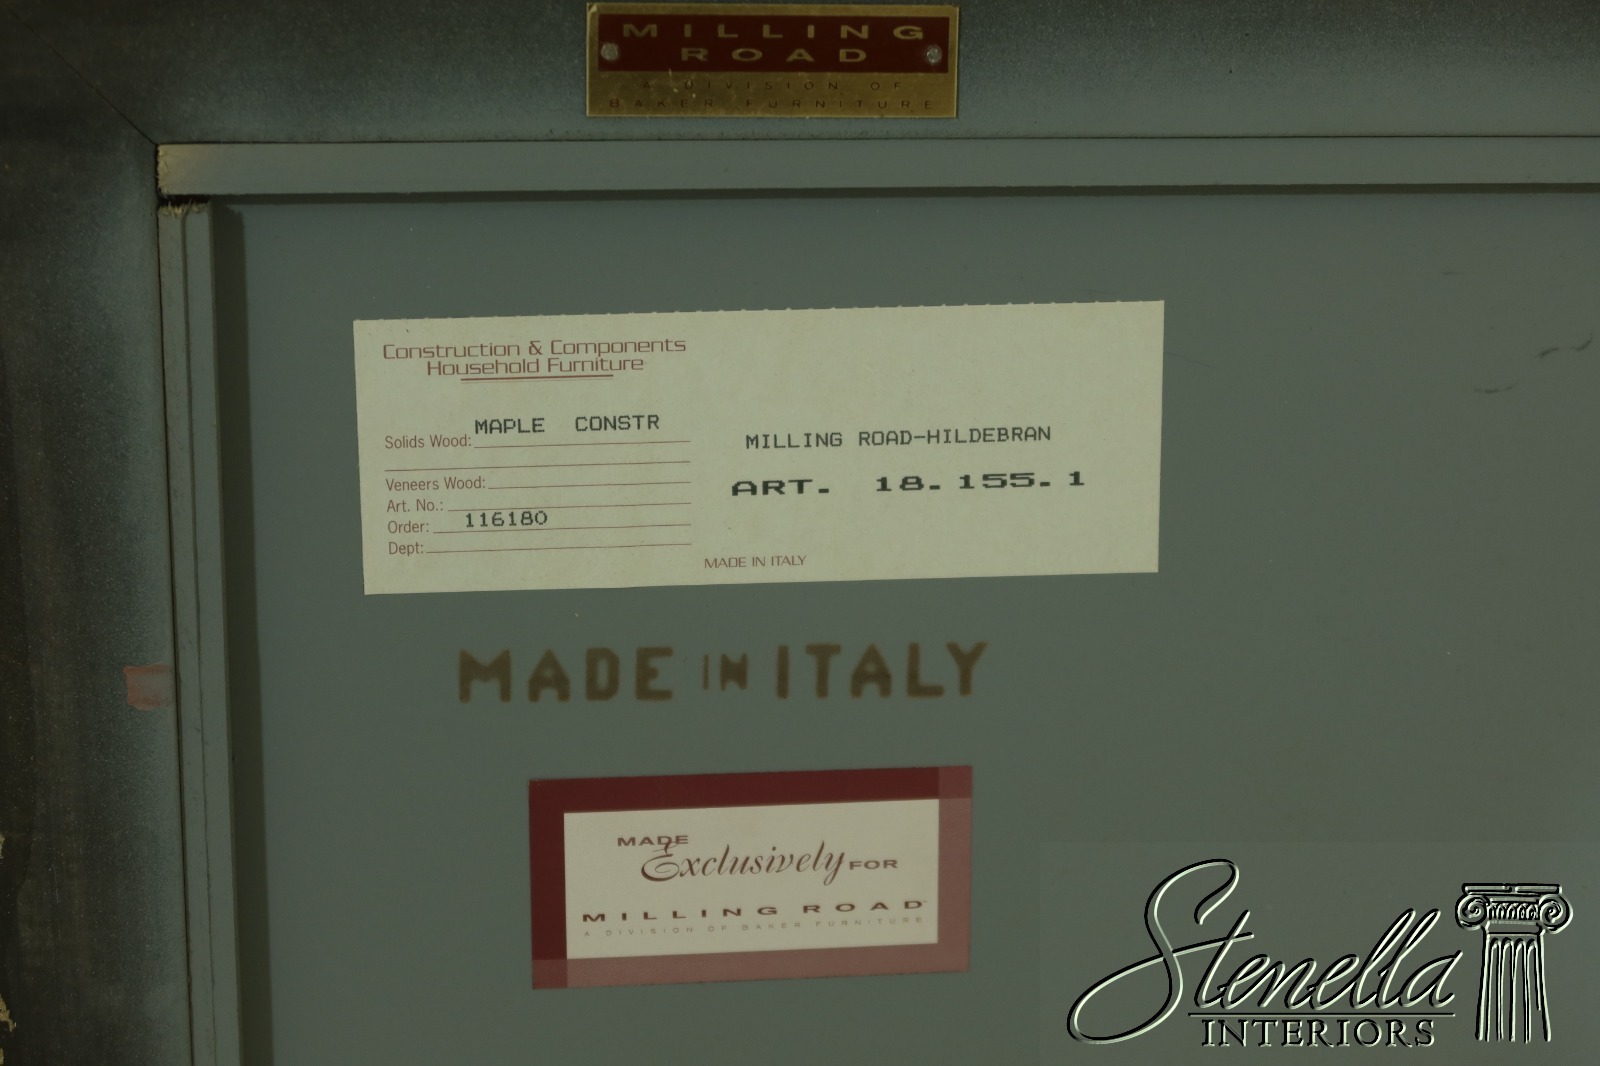 MILLING
ROAD
A DIVISION OF
BAKER FURNITURE
Construction & Components
Household Furniture
Solids Wood: MAPLE CONSTR
Veneers Wood:
Art. No.:
Order: 116180
Dept:
MILLING ROAD-HILDEBRAN
ART. 18.155.1
MADE IN ITALY
MADE IN ITALY
MADE
Exclusively FOR
MILLING ROAD
A DIVISION OF BAKER FURNITURE
Stenella
INTERIORS